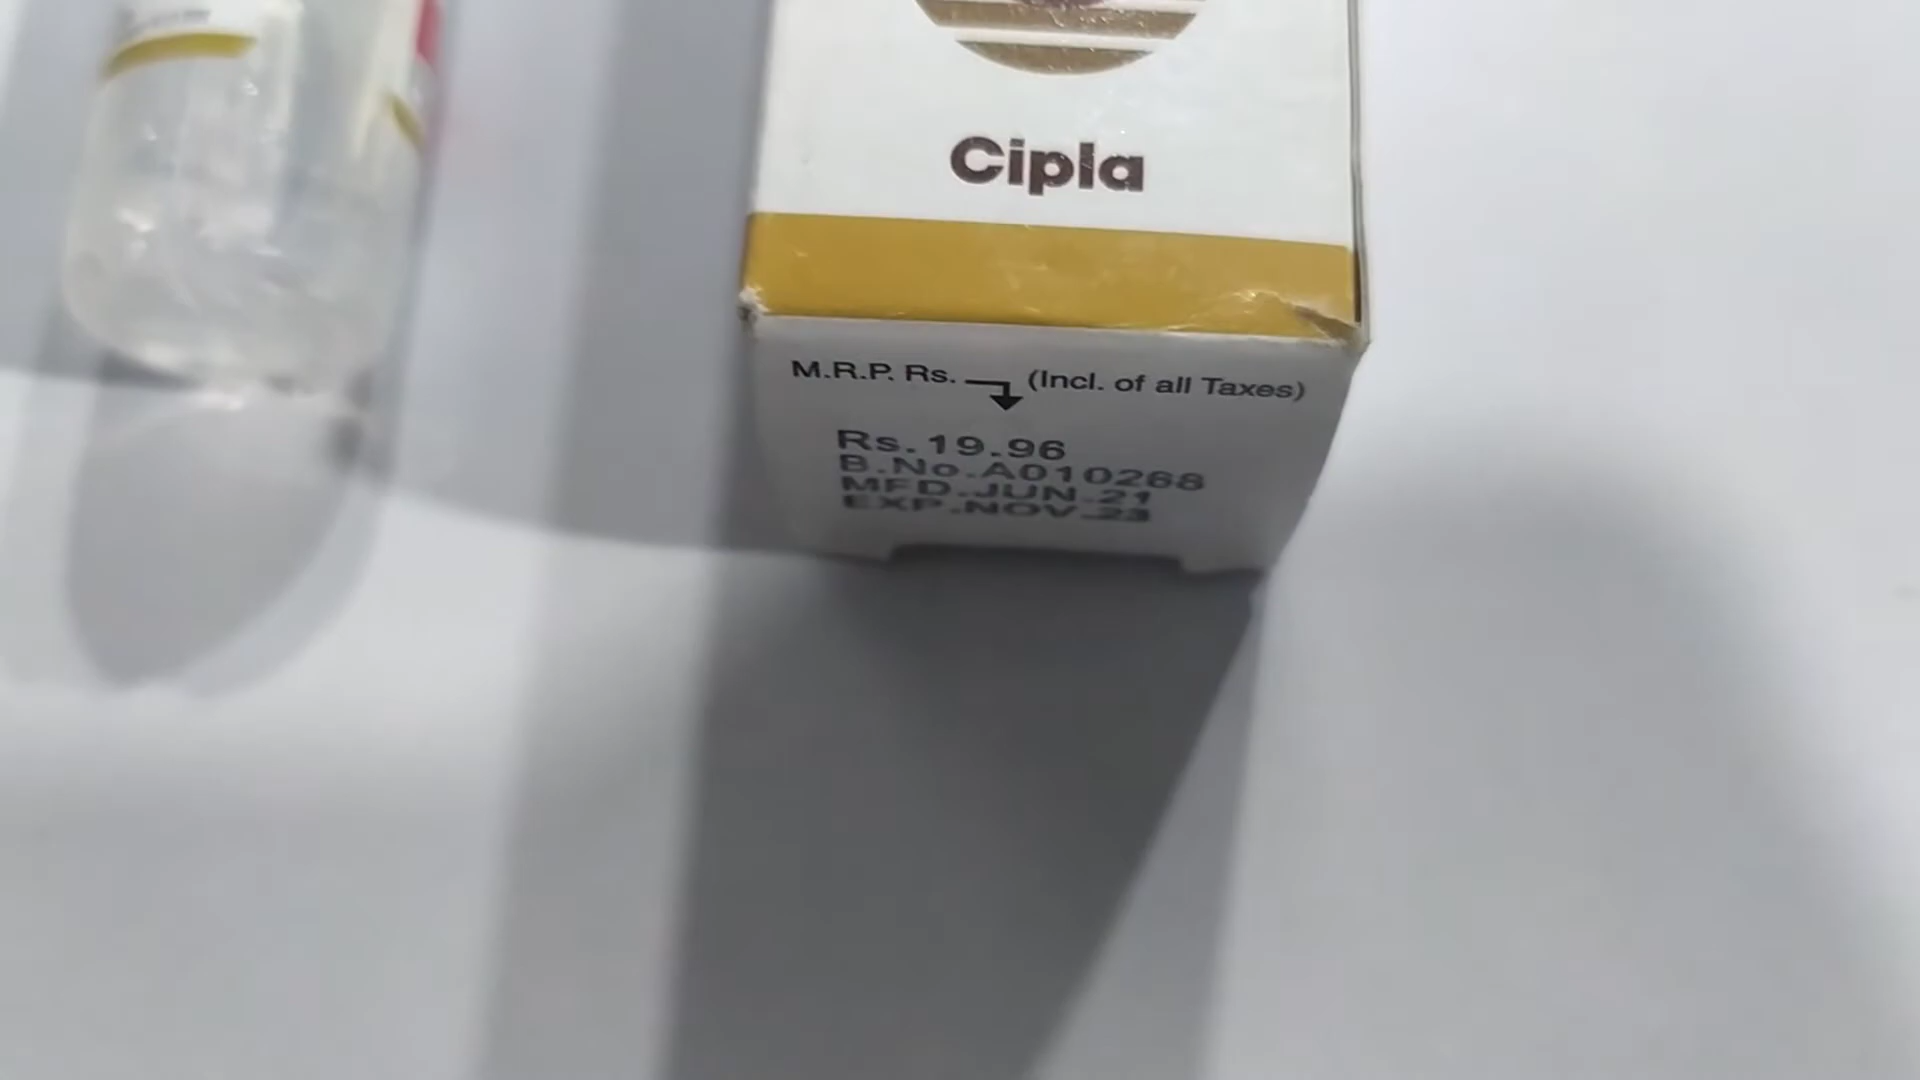 Cipla
M.R.P. Rs. (Incl. of all Taxes)
Rs.19.96
B.No.A010268
MFD.JUN.21
EXP.NOV.23